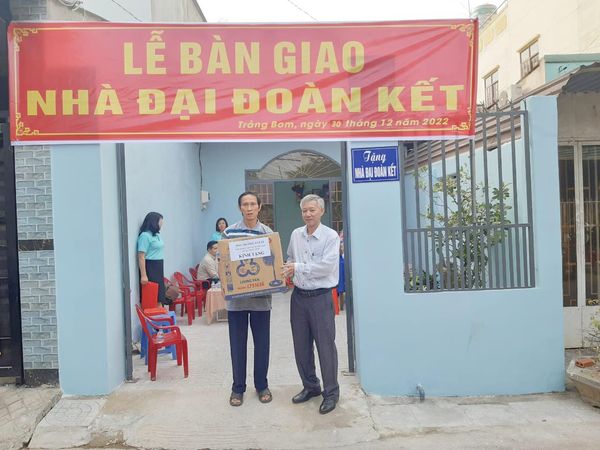 LỄ BÀN GIAO
NHÀ ĐẠI ĐOÀN KẾT
Trảng Bom, ngày 30 tháng 12 năm 2022
Tặng
NHÀ ĐẠI ĐOÀN KẾT
KÍNH TẶNG